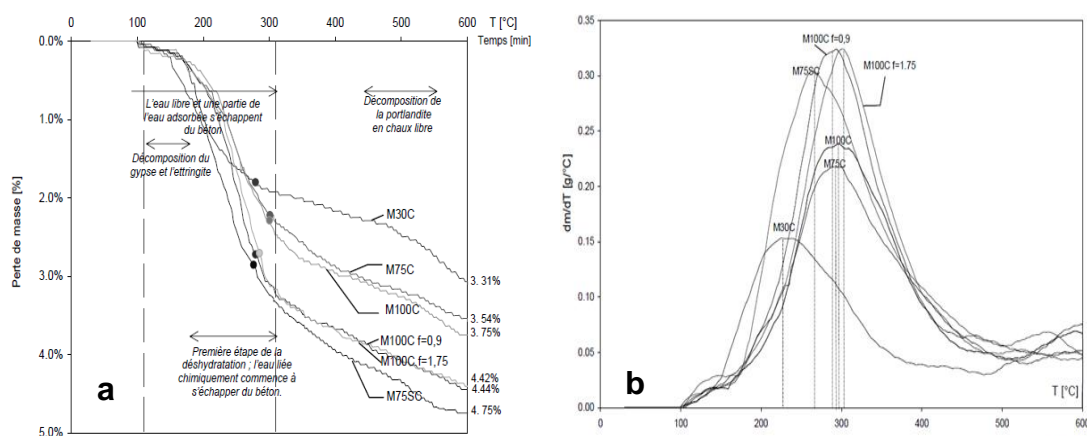 0 100 200 300 400 500 600 T [°C]
Temps [min]
0.0%
1.0%
2.0%
3.0%
4.0%
5.0%
Perte de masse [%]
L'eau libre et une partie de
l'eau adsorbée s'échappent
du béton
Décomposition de
la portlandite
en chaux libre
Décomposition du
gypse et l'ettringite
M30C
M75C
M100C
3.31%
3.54%
3.75%
M100C f=0,9
M100C f=1,75
M75SC
4.42%
4.44%
4.75%
Première étape de la
déshydratation ; l'eau liée
chimiquement commence à
s'échapper du béton.
a
0.35
0.30
0.25
0.20
0.15
0.10
0.05
0.00
dm/dT [g/°C]
M100C f=0,9
M75SC
M100C f=1.75
M100C
M75C
M30C
b
T [°C]
0 100 200 300 400 500 600